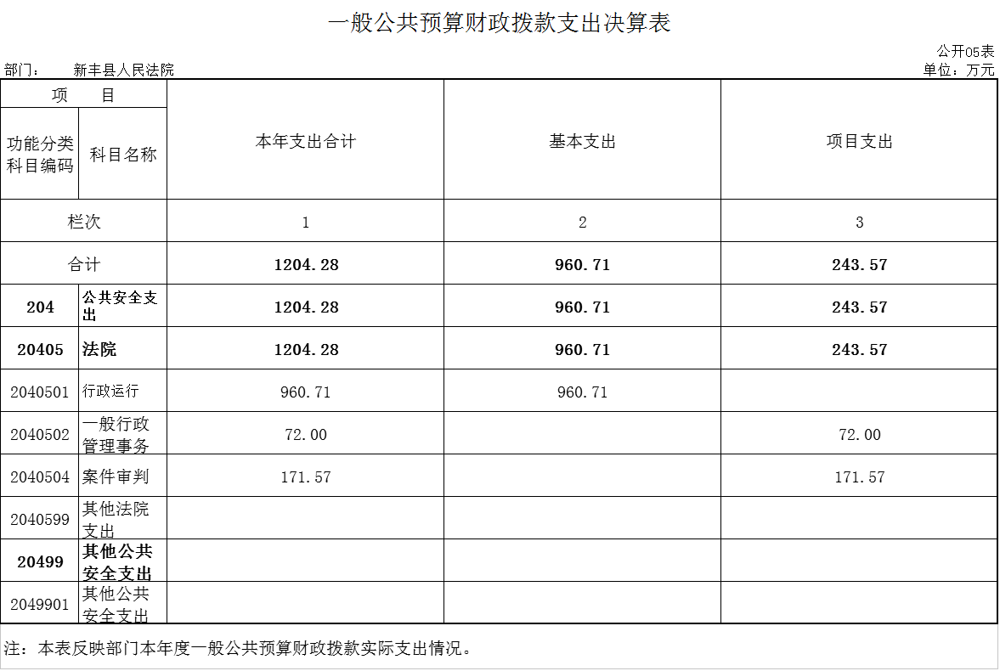 一般公共预算财政拨款支出决算表
公开05表
部门： 新丰县人民法院 单位：万元
项 目
本年支出合计 基本支出 项目支出
功能分类
科目编码
科目名称
栏次 1 2 3
合计 1204.28 960.71 243.57
204 公共安全支
出 1204.28 960.71 243.57
20405 法院 1204.28 960.71 243.57
2040501 行政运行 960.71 960.71
2040502 一般行政
管理事务 72.00 72.00
2040504 案件审判 171.57 171.57
2040599 其他法院
支出
20499 其他公共
安全支出
2049901 其他公共
安全支出
注：本表反映部门本年度一般公共预算财政拨款实际支出情况。